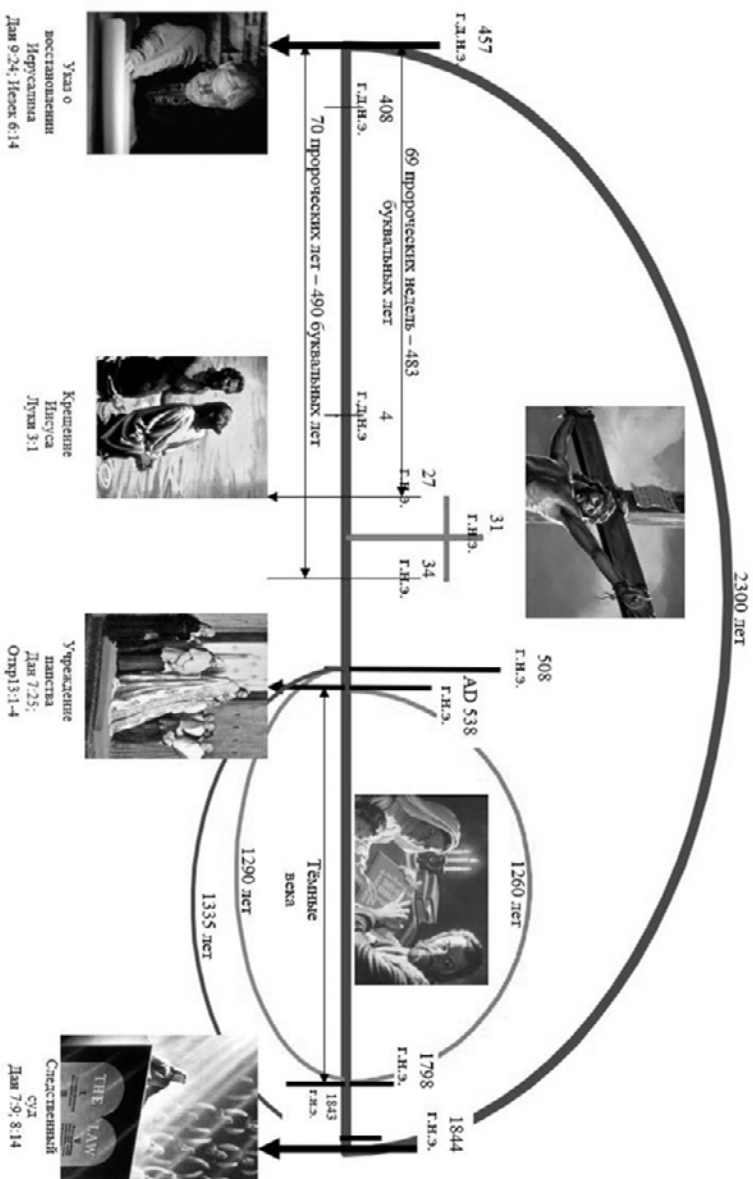 2300 лет
457
г.д.н.э.
408
г.д.н.э.
69 пророческих недель – 483
буквальных лет
70 пророческих лет – 490 буквальных лет
4
г.д.н.э
27
г.н.э.
31
г.н.э.
34
г.н.э.
508
г.н.э.
AD 538
г.н.э.
1260 лет
Тёмные
века
1290 лет
1335 лет
1798
г.н.э.
1843
г.н.э.
1844
г.н.э.
Указ о
восстановлении
Иерусалима
Дан 9:24; Иезек 6:14
Крещение
Иисуса
Луки 3:1
Учреждение
папства
Дан 7:25;
Откр13:1-4
THE LAW
Следственный
суд
Дан 7:9; 8:14